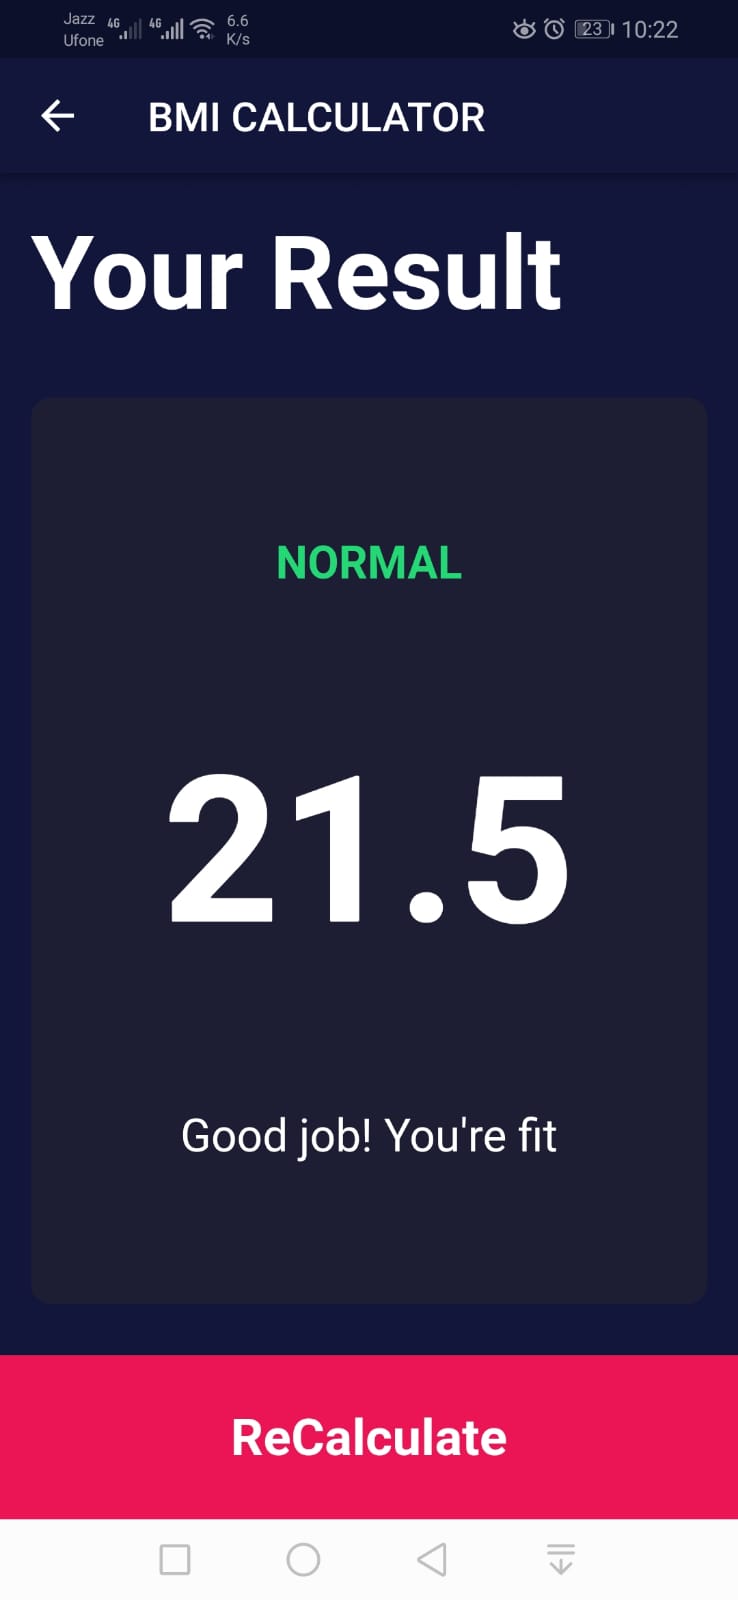 Jazz 4G 4G 6.6
Ufone K/s
23 10:22
BMI CALCULATOR
Your Result
NORMAL
21.5
Good job! You're fit
ReCalculate